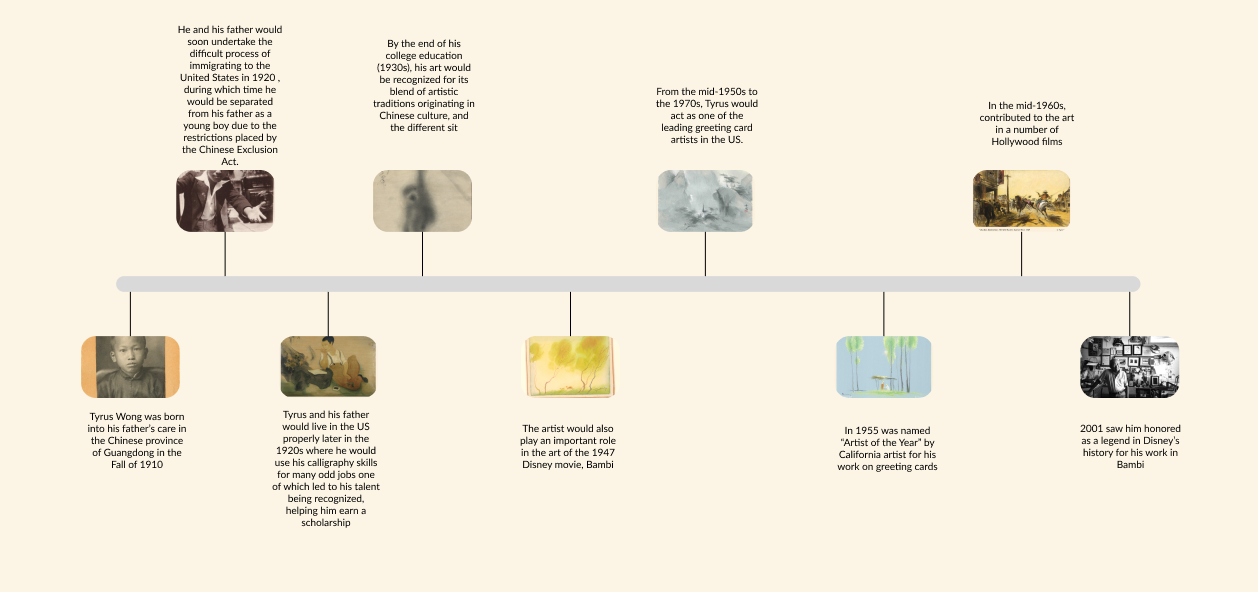 He and his father would
soon undertake the
difficult process of
immigrating to the
United States in 1920 ,
during which time he
would be separated
from his father as a
young boy due to the
restrictions placed by
the Chinese Exclusion
Act.
By the end of his
college education
(1930s), his art would
be recognized for its
blend of artistic
traditions originating in
Chinese culture, and
the different sit
From the mid-1950s to
the 1970s, Tyrus would
act as one of the
leading greeting card
artists in the US.
In the mid-1960s,
contributed to the art
in a number of
Hollywood films
Tyrus Wong was born
into his father’s care in
the Chinese province
of Guangdong in the
Fall of 1910
Tyrus and his father
would live in the US
properly later in the
1920s where he would
use his calligraphy skills
for many odd jobs one
of which led to his talent
being recognized,
helping him earn a
scholarship
The artist would also
play an important role
in the art of the 1947
Disney movie, Bambi
In 1955 was named
“Artist of the Year” by
California artist for his
work on greeting cards
2001 saw him honored
as a legend in Disney’s
history for his work in
Bambi